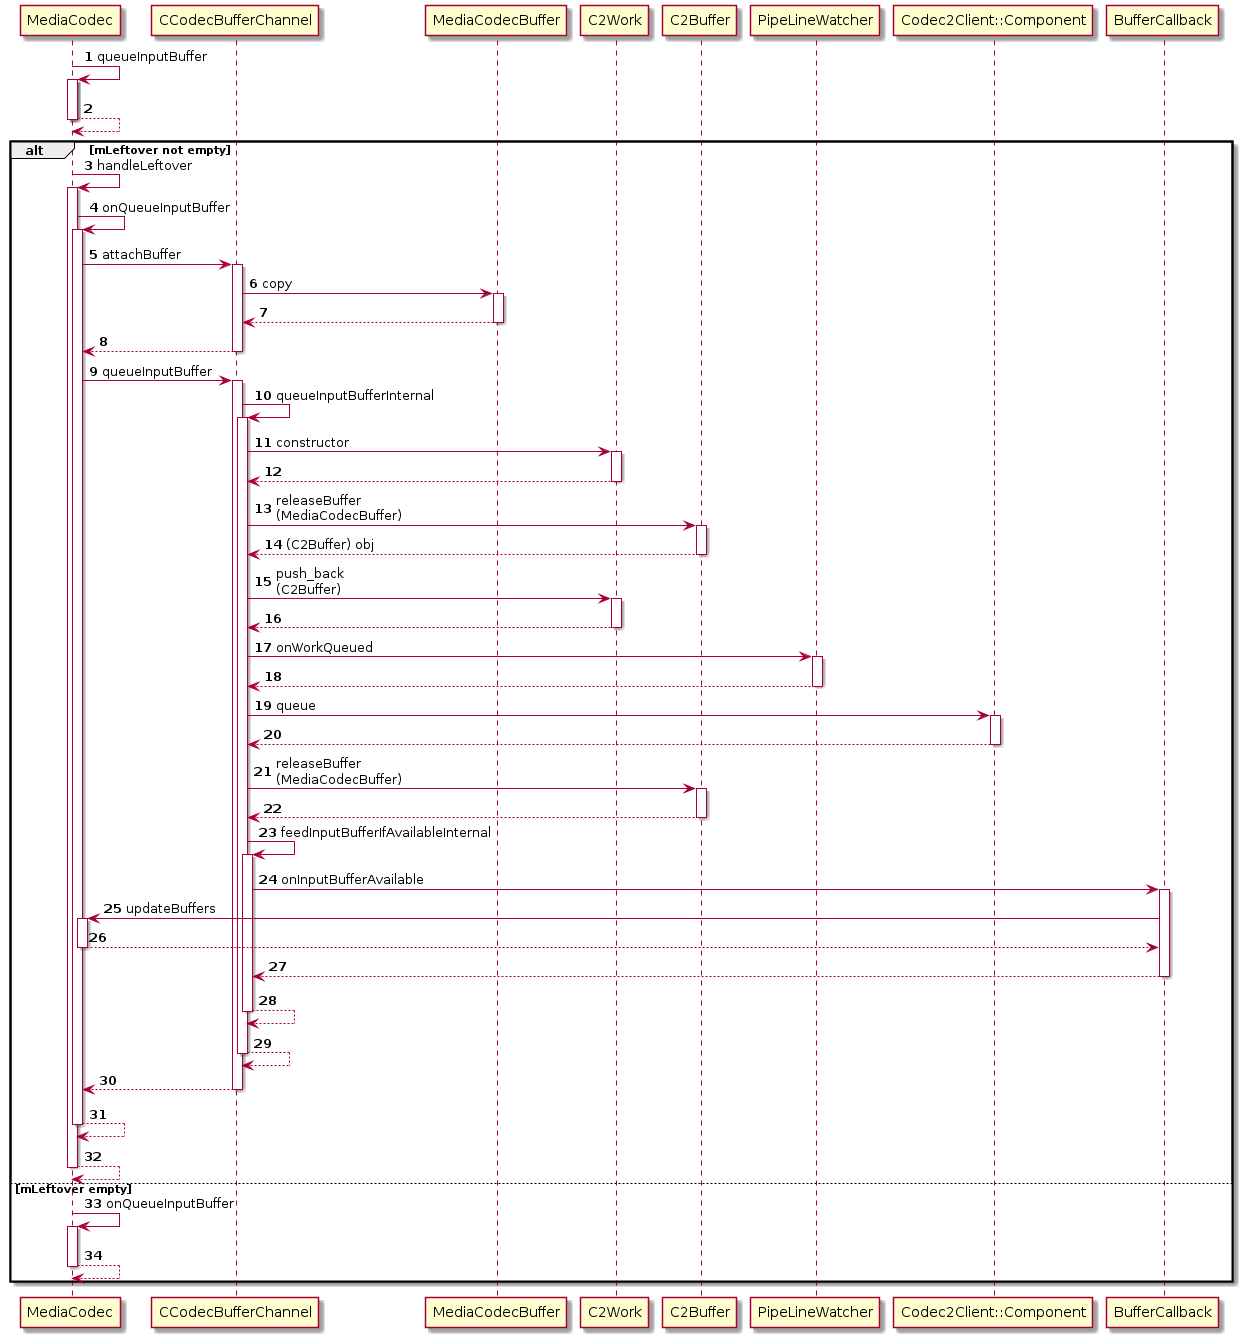 MediaCodec
CCodecBufferChannel
MediaCodecBuffer
C2Work
C2Buffer
PipeLineWatcher
Codec2Client::Component
BufferCallback
1 queueInputBuffer
2
alt [mLeftover not empty]
3 handleLeftover
4 onQueueInputBuffer
5 attachBuffer
6 copy
7
8
9 queueInputBuffer
10 queueInputBufferInternal
11 constructor
12
13 releaseBuffer
(MediaCodecBuffer)
14 (C2Buffer) obj
15 push_back
(C2Buffer)
16
17 onWorkQueued
18
19 queue
20
21 releaseBuffer
(MediaCodecBuffer)
22
23 feedInputBufferIfAvailableInternal
24 onInputBufferAvailable
25 updateBuffers
26
27
28
29
30
31
32
[mLeftover empty]
33 onQueueInputBuffer
34
MediaCodec
CCodecBufferChannel
MediaCodecBuffer
C2Work
C2Buffer
PipeLineWatcher
Codec2Client::Component
BufferCallback